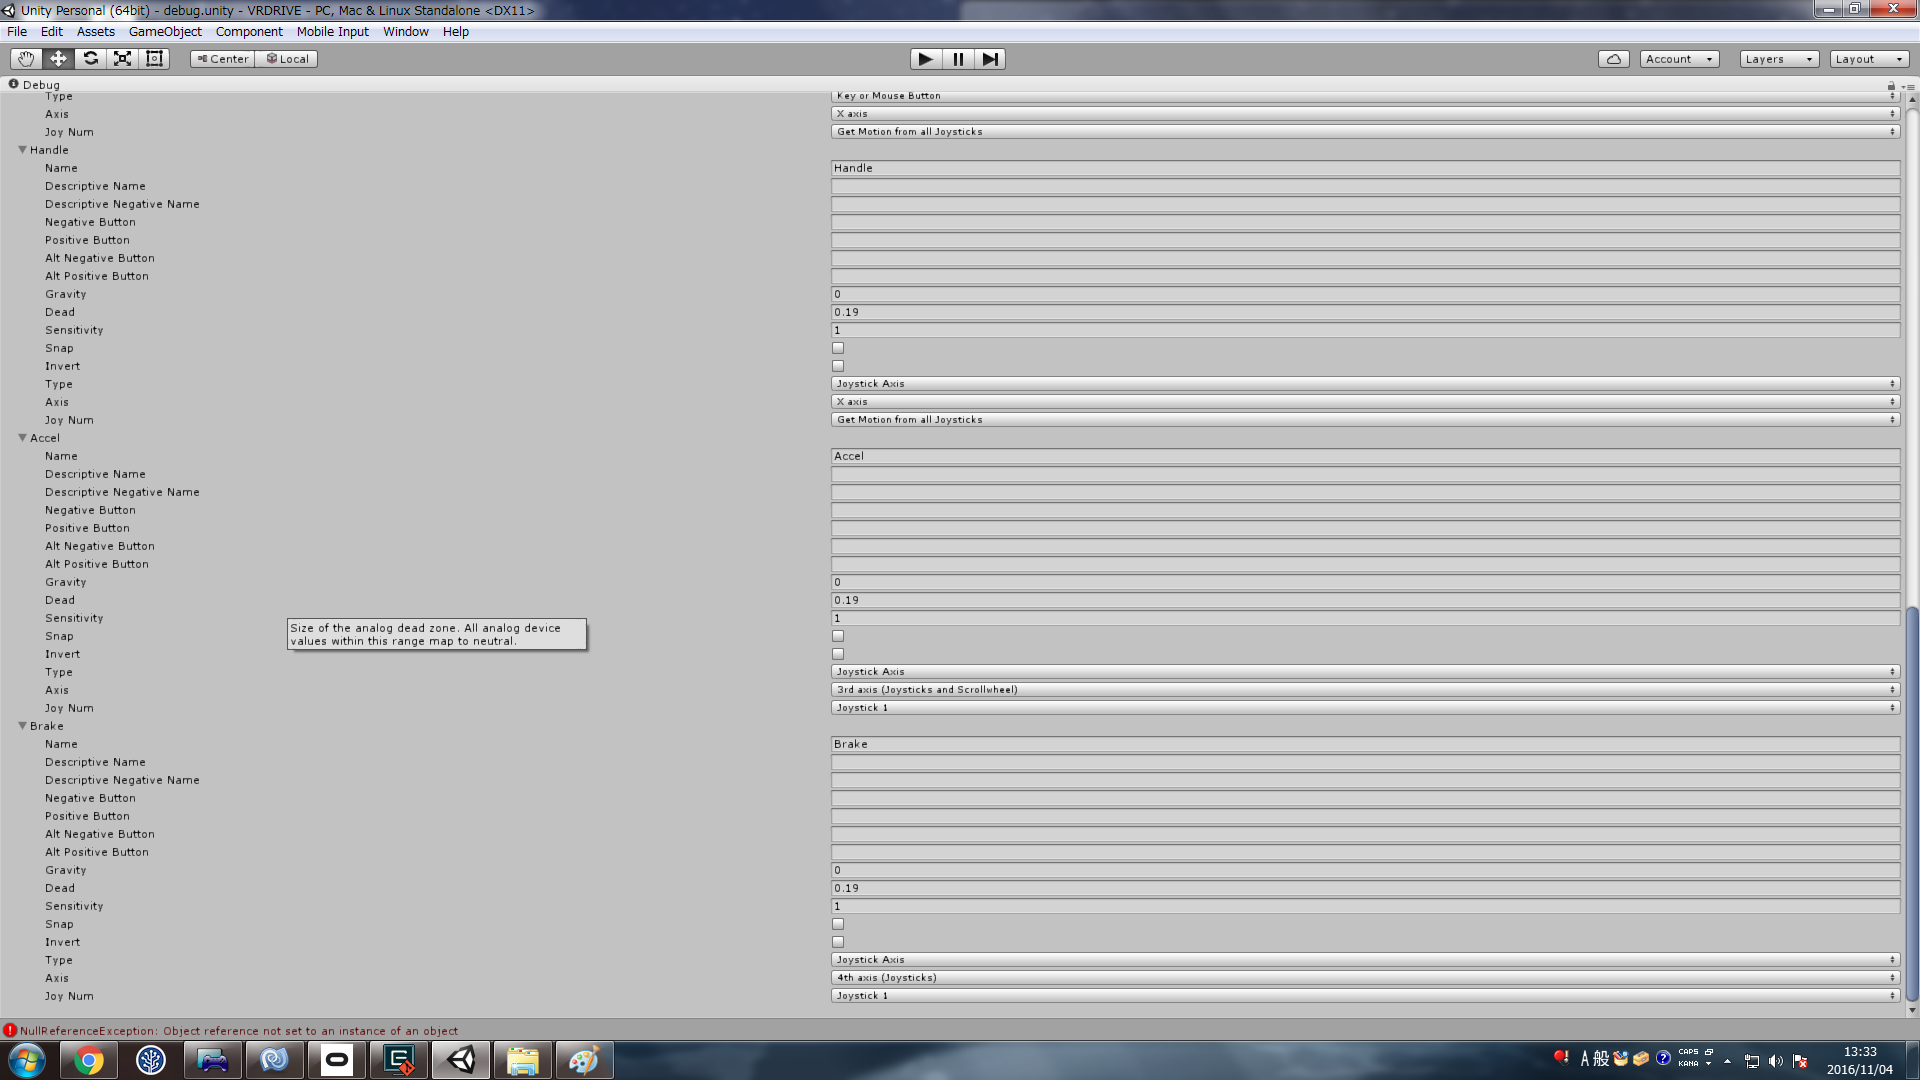 Unity Personal (64bit) - debug.unity - VRDRIVE - PC, Mac & Linux Standalone <DX11>
File Edit Assets GameObject Component Mobile Input Window Help
Center Local Account Layers Layout
Debug
Type Key or Mouse Button
Axis X axis
Joy Num Get Motion from all Joysticks
Handle
Name Handle
Descriptive Name
Descriptive Negative Name
Negative Button
Positive Button
Alt Negative Button
Alt Positive Button
Gravity 0
Dead 0.19
Sensitivity 1
Snap
Invert
Type Joystick Axis
Axis X axis
Joy Num Get Motion from all Joysticks
Accel
Name Accel
Descriptive Name
Descriptive Negative Name
Negative Button
Positive Button
Alt Negative Button
Alt Positive Button
Gravity 0
Dead 0.19
Sensitivity 1
Size of the analog dead zone. All analog device
values within this range map to neutral.
Snap
Invert
Type Joystick Axis
Axis 3rd axis (Joysticks and Scrollwheel)
Joy Num Joystick 1
Brake
Name Brake
Descriptive Name
Descriptive Negative Name
Negative Button
Positive Button
Alt Negative Button
Alt Positive Button
Gravity 0
Dead 0.19
Sensitivity 1
Snap
Invert
Type Joystick Axis
Axis 4th axis (Joysticks)
Joy Num Joystick 1
NullReferenceException: Object reference not set to an instance of an object
A 般 CAPS
KANA
13:33
2016/11/04